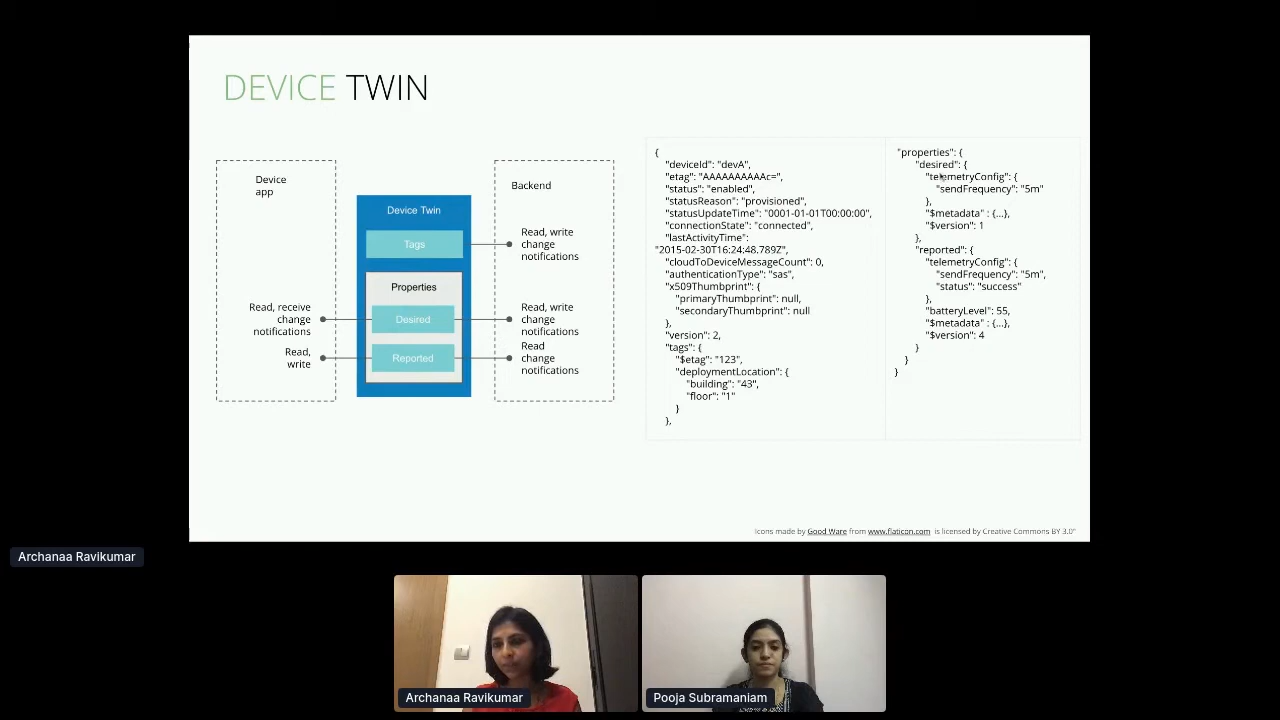 DEVICE TWIN
Device
app
Read, receive
change
notifications
Read,
write
Device Twin
Tags
Properties
Desired
Reported
Backend
Read, write
change
notifications
Read, write
change
notifications
Read
change
notifications
{
"deviceId": "devA",
"etag": "AAAAAAAAAAc=",
"status": "enabled",
"statusReason": "provisioned",
"statusUpdateTime": "0001-01-01T00:00:00",
"connectionState": "connected",
"lastActivityTime":
"2015-02-30T16:24:48.789Z",
"cloudToDeviceMessageCount": 0,
"authenticationType": "sas",
"x509Thumbprint": {
"primaryThumbprint": null,
"secondaryThumbprint": null
},
"version": 2,
"tags": {
"$etag": "123",
"deploymentLocation": {
"building": "43",
"floor": "1"
}
},
"properties": {
"desired": {
"telemetryConfig": {
"sendFrequency": "5m"
},
"$metadata" : {...},
"$version": 1
},
"reported": {
"telemetryConfig": {
"sendFrequency": "5m",
"status": "success"
},
"batteryLevel": 55,
"$metadata" : {...},
"$version": 4
}
}
}
Icons made by Good Ware from www.flaticon.com is licensed by Creative Commons BY 3.0"
Archanaa Ravikumar
Archanaa Ravikumar
Pooja Subramaniam